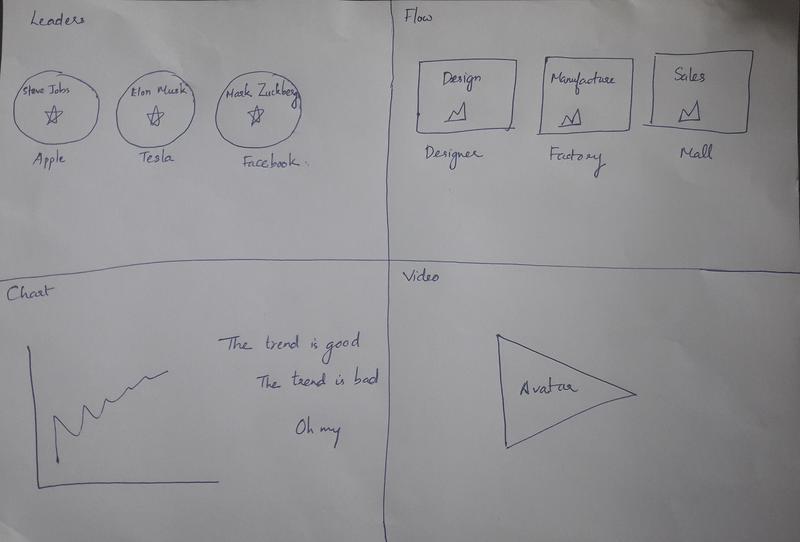 Leaders
Steve Jobs
Elon Musk
Mark Zuckberg
Apple
Tesla
Facebook.
Flow
Design
Manufacture
Sales
Designer
Factory
Mall
Chart
The trend is good
The trend is bad
Oh my
Video
Avatar